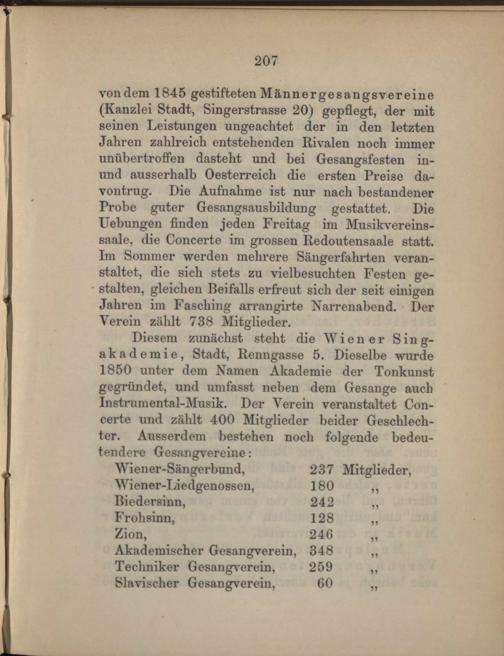 207
von dem 1845 gestifteten Männergesangsvereine
(Kanzlei Stadt, Singerstrasse 20) gepflegt, der mit
seinen Leistungen ungeachtet der in den letzten
Jahren zahlreich entstehenden Rivalen noch immer
unübertroffen dasteht und bei Gesangsfesten in-
und ausserhalb Oesterreich die ersten Preise da-
vontrug. Die Aufnahme ist nur nach bestandener
Probe guter Gesangsausbildung gestattet. Die
Uebungen finden jeden Freitag im Musikvereins-
saale, die Concerte im grossen Redoutensaale statt.
Im Sommer werden mehrere Sängerfahrten veran-
staltet, die sich stets zu vielbesuchten Festen ge-
stalten, gleichen Beifalls erfreut sich der seit einigen
Jahren im Fasching arrangirte Narrenabend. Der
Verein zählt 738 Mitglieder.
Diesem zunächst steht die Wiener Sing-
akademie, Stadt, Renngasse 5. Dieselbe wurde
1850 unter dem Namen Akademie der Tonkunst
gegründet, und umfasst neben dem Gesange auch
Instrumental-Musik. Der Verein veranstaltet Con-
certe und zählt 400 Mitglieder beider Geschlech-
ter. Ausserdem bestehen noch folgende bedeu-
tendere Gesangvereine:
Wiener-Sängerbund, 237 Mitglieder,
Wiener-Liedgenossen, 180 „
Biedersinn, 242 „
Frohsinn, 128 „
Zion, 246 „
Akademischer Gesangverein, 348 „
Techniker Gesangverein, 259 „
Slavischer Gesangverein, 60 „